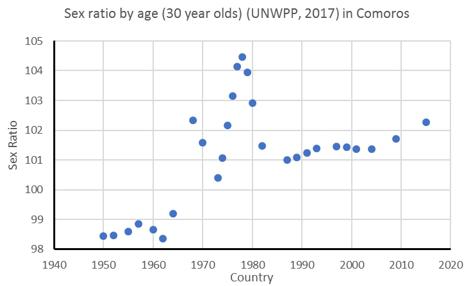 Sex ratio by age (30 year olds) (UNWPP, 2017) in Comoros
105
104
103
102
101
100
99
98
Sex Ratio
1940 1950 1960 1970 1980 1990 2000 2010 2020
Country